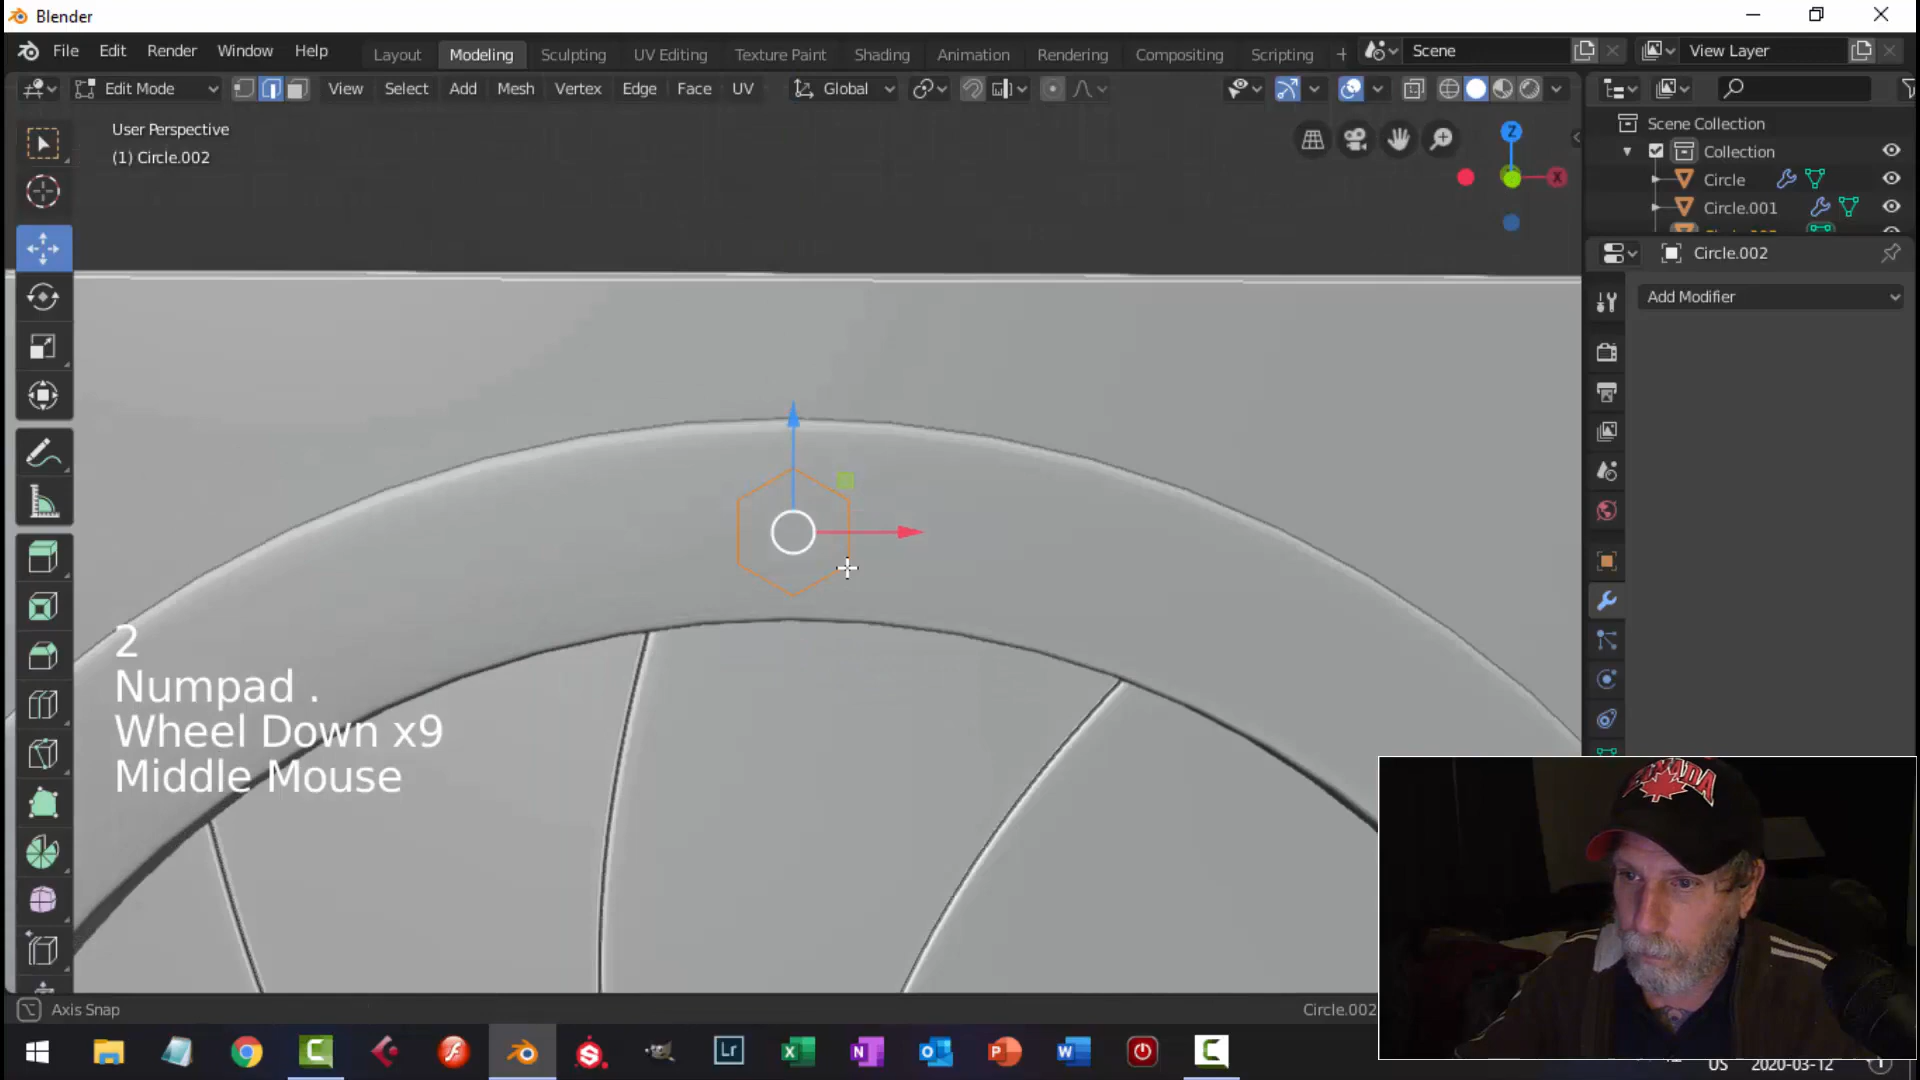 Blender
File Edit Render Window Help
Layout Modeling Sculpting UV Editing Texture Paint Shading Animation Rendering Compositing Scripting +
Scene
View Layer
Edit Mode
View Select Add Mesh Vertex Edge Face UV
Global
User Perspective
(1) Circle.002
Z
X
Scene Collection
Collection
Circle
Circle.001
Circle.002
Add Modifier
2
Numpad .
Wheel Down x9
Middle Mouse
CANADA
Axis Snap
Circle.002
Lr
US 2020-03-12